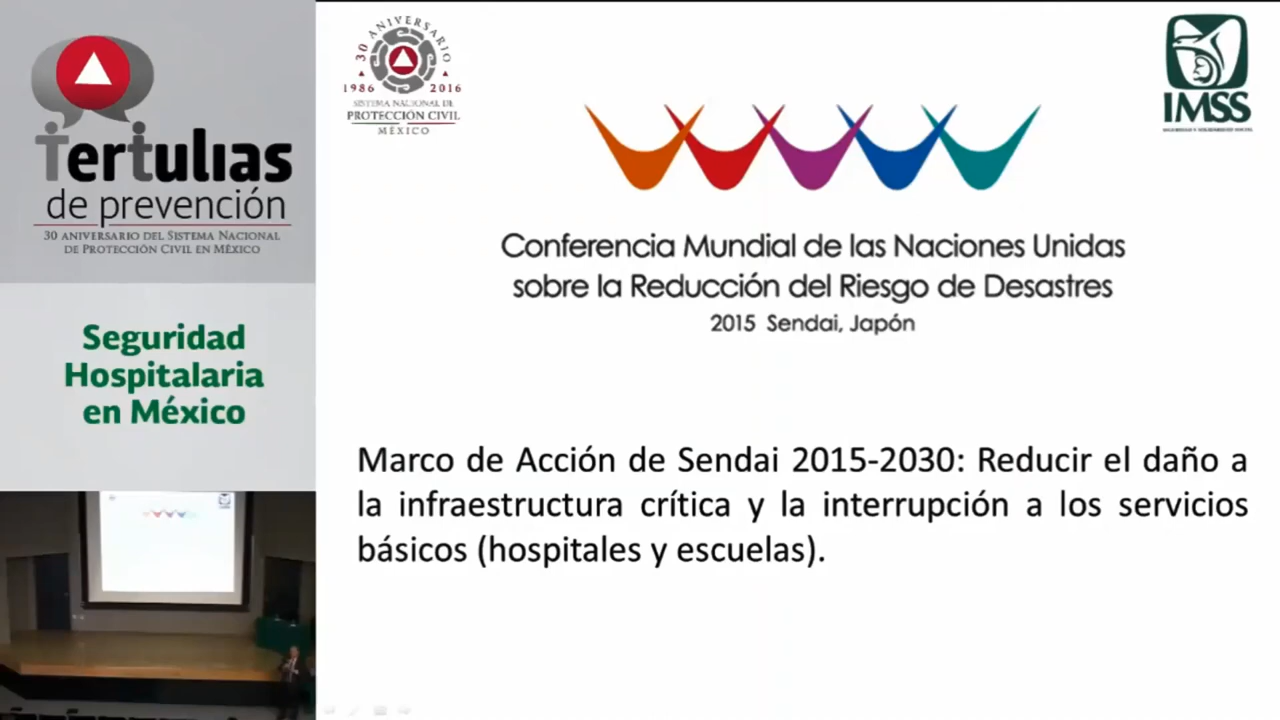 Tertulias
de prevención
30 ANIVERSARIO DEL SISTEMA NACIONAL
DE PROTECCIÓN CIVIL EN MÉXICO
Seguridad
Hospitalaria
en México
30 ANIVERSARIO
1986 2016
SISTEMA NACIONAL DE
PROTECCIÓN CIVIL
MÉXICO
IMSS
SEGURIDAD Y SOLIDARIDAD SOCIAL
Conferencia Mundial de las Naciones Unidas
sobre la Reducción del Riesgo de Desastres
2015 Sendai, Japón
Marco de Acción de Sendai 2015-2030: Reducir el daño a
la infraestructura crítica y la interrupción a los servicios
básicos (hospitales y escuelas).